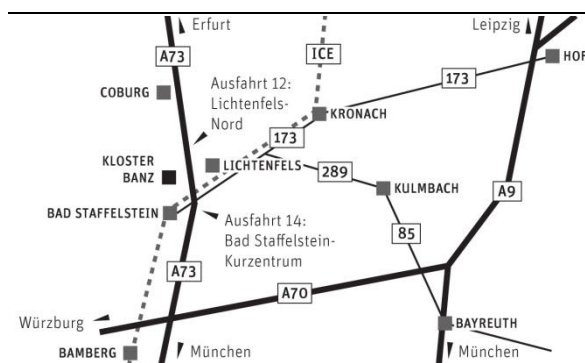 Erfurt
Leipzig
A73
ICE
HOF
Ausfahrt 12:
Lichtenfels-
Nord
173
COBURG
KRONACH
173
KLOSTER
BANZ
LICHTENFELS
289
KULMBACH
A9
BAD STAFFELSTEIN
Ausfahrt 14:
Bad Staffelstein-
Kurzentrum
85
A73
A70
Würzburg
BAYREUTH
BAMBERG
München
München